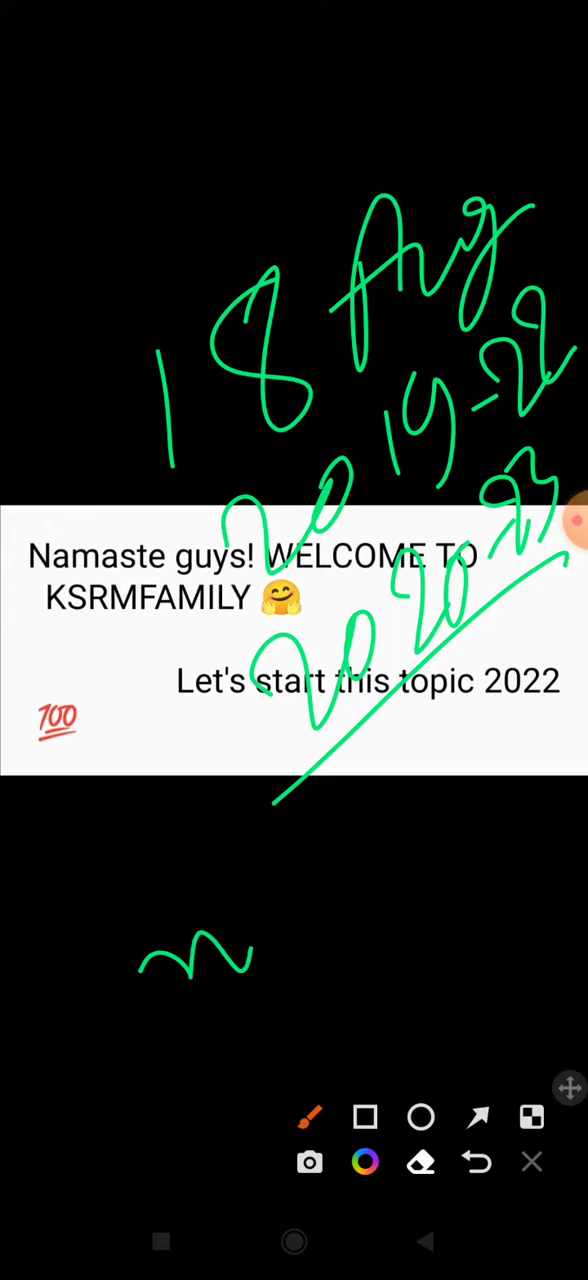 18 Aug
2019-22
2020-23
Namaste guys! WELCOME TO
KSRMFAMILY 🤗
Let's start this topic 2022
💯